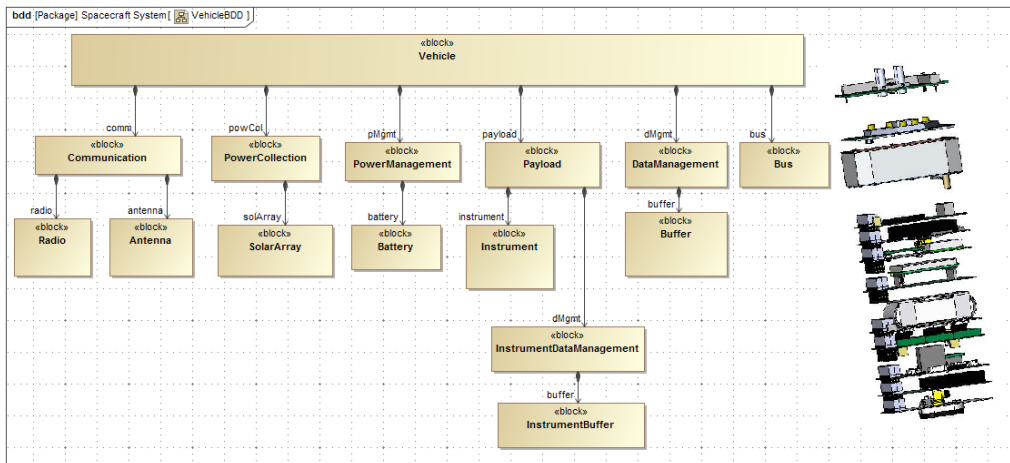 bdd [Package] Spacecraft System [ VehicleBDD ]
«block»
Vehicle
comm
powCol
pMgmt
payload
dMgmt
bus
«block»
Communication
«block»
PowerCollection
«block»
PowerManagement
«block»
Payload
«block»
DataManagement
«block»
Bus
radio
antenna
solArray
battery
instrument
buffer
«block»
Radio
«block»
Antenna
«block»
SolarArray
«block»
Battery
«block»
Instrument
«block»
Buffer
dMgmt
«block»
InstrumentDataManagement
buffer
«block»
InstrumentBuffer